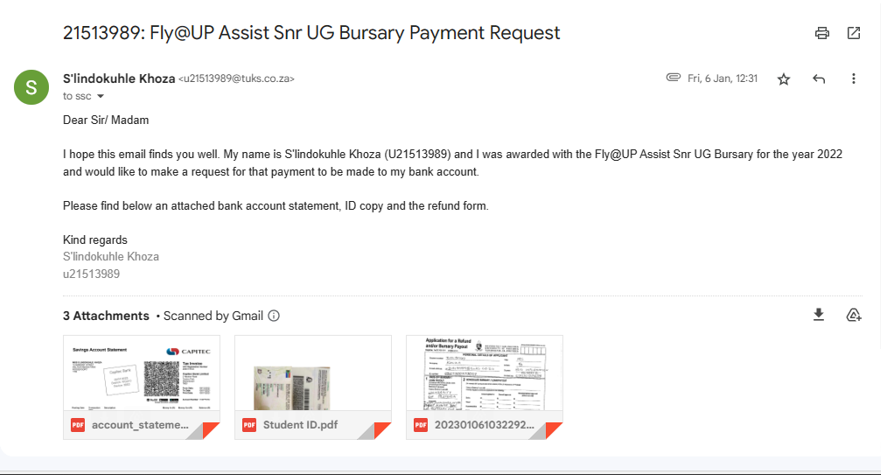 21513989: Fly@UP Assist Snr UG Bursary Payment Request
S
S'lindokuhle Khoza <u21513989@tuks.co.za>
Fri, 6 Jan, 12:31
to ssc
Dear Sir/ Madam
I hope this email finds you well. My name is S'lindokuhle Khoza (U21513989) and I was awarded with the Fly@UP Assist Snr UG Bursary for the year 2022
and would like to make a request for that payment to be made to my bank account.
Please find below an attached bank account statement, ID copy and the refund form.
Kind regards
S'lindokuhle Khoza
u21513989
3 Attachments • Scanned by Gmail
Savings Account Statement
CAPITEC
Application for a Refund
and/or Bursary Payout
PDF account_stateme...
PDF Student ID.pdf
PDF 202301061032292...